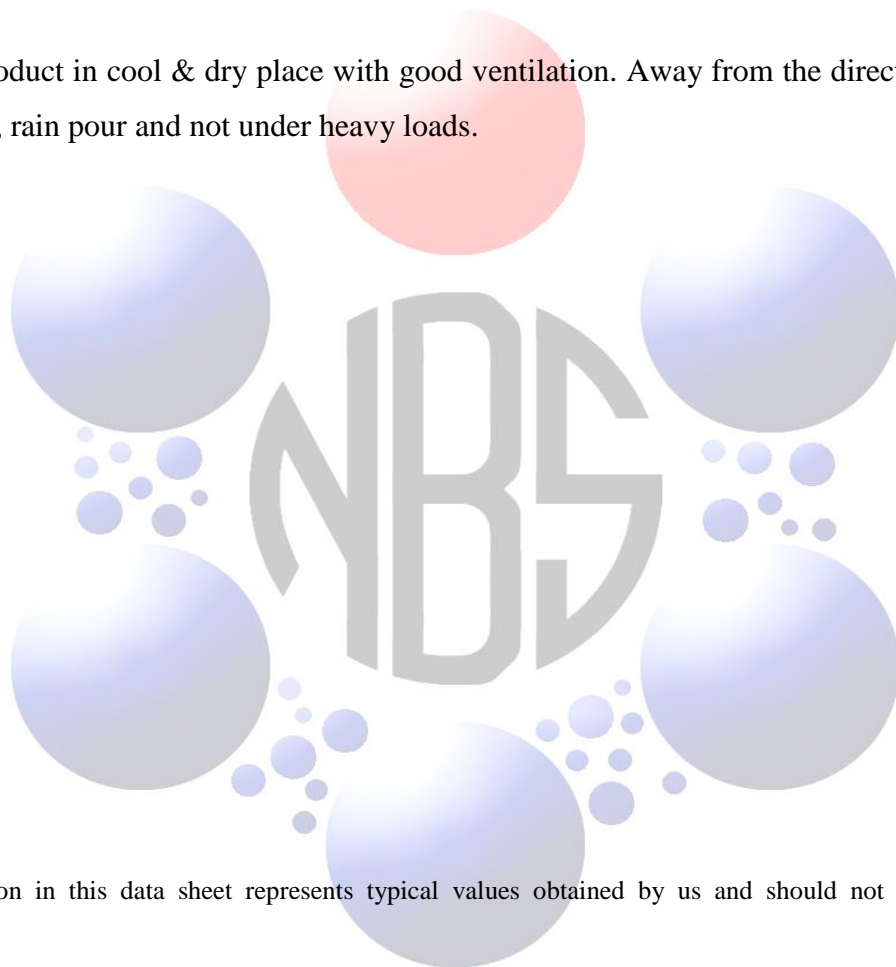 oduct in cool & dry place with good ventilation. Away from the direc
, rain pour and not under heavy loads.
NBS
on in this data sheet represents typical values obtained by us and should not